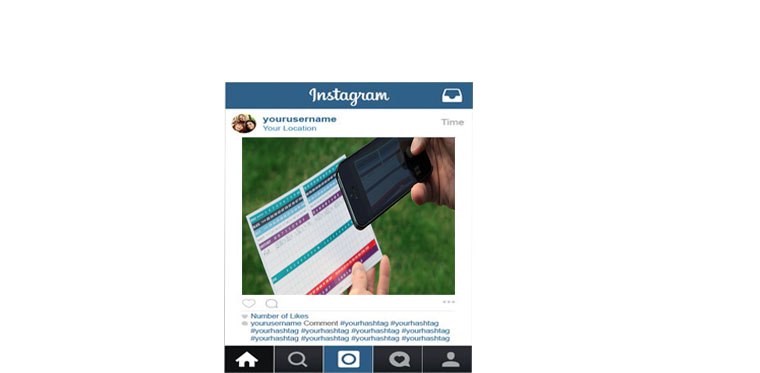 Instagram
yourusername
Your Location
Time
Number of Likes
yourusername Comment #yourhashtag #yourhashtag
#yourhashtag #yourhashtag #yourhashtag #yourhashtag
#yourhashtag #yourhashtag #yourhashtag #yourhashtag